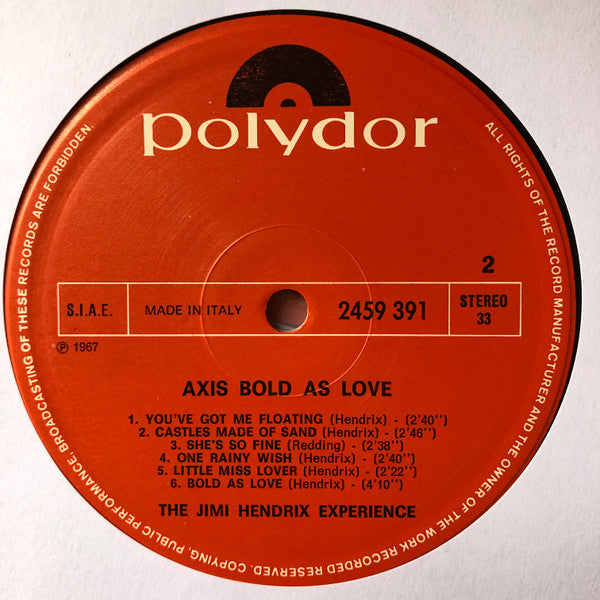 polydor
2
S.I.A.E.
MADE IN ITALY
2459 391
STEREO
33
℗ 1967
AXIS BOLD AS LOVE
1. YOU'VE GOT ME FLOATING (Hendrix) - (2'40'')
2. CASTLES MADE OF SAND (Hendrix) - (2'46'')
3. SHE'S SO FINE (Redding) - (2'38'')
4. ONE RAINY WISH (Hendrix) - (2'40'')
5. LITTLE MISS LOVER (Hendrix) - (2'22'')
6. BOLD AS LOVE (Hendrix) - (4'10'')
THE JIMI HENDRIX EXPERIENCE
ALL RIGHTS OF THE RECORD MANUFACTURER AND THE OWNER OF THE WORK RECORDED RESERVED. COPYING, PUBLIC PERFORMANCE, BROADCASTING OF THESE RECORDS ARE FORBIDDEN.